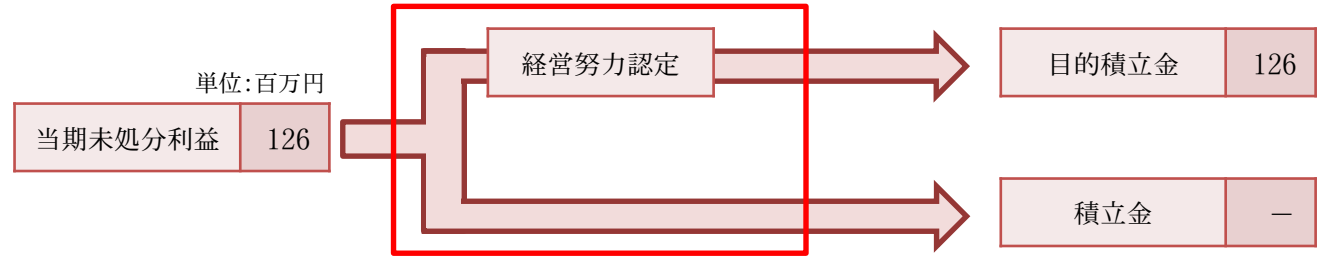 単位:百万円
当期未処分利益 126
経営努力認定
目的積立金 126
積立金 －